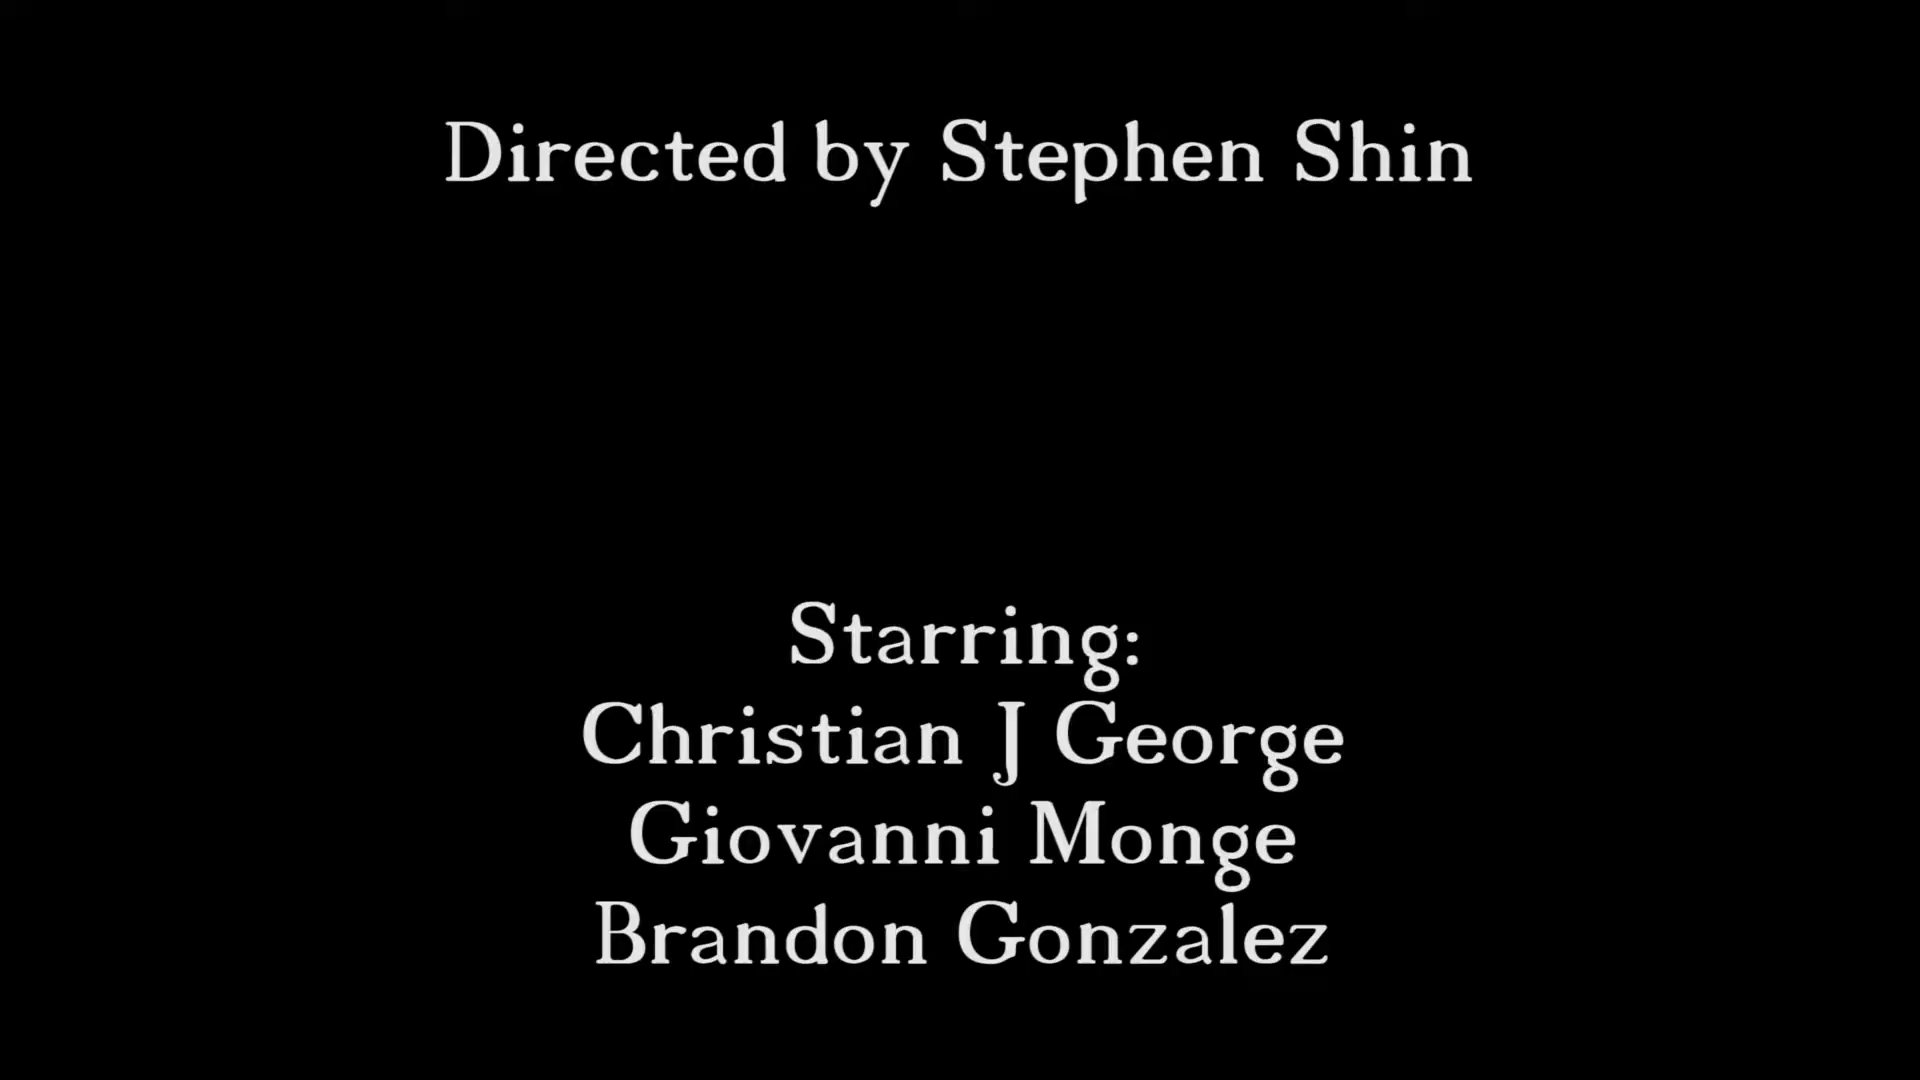 Directed by Stephen Shin
Starring:
Christian J George
Giovanni Monge
Brandon Gonzalez